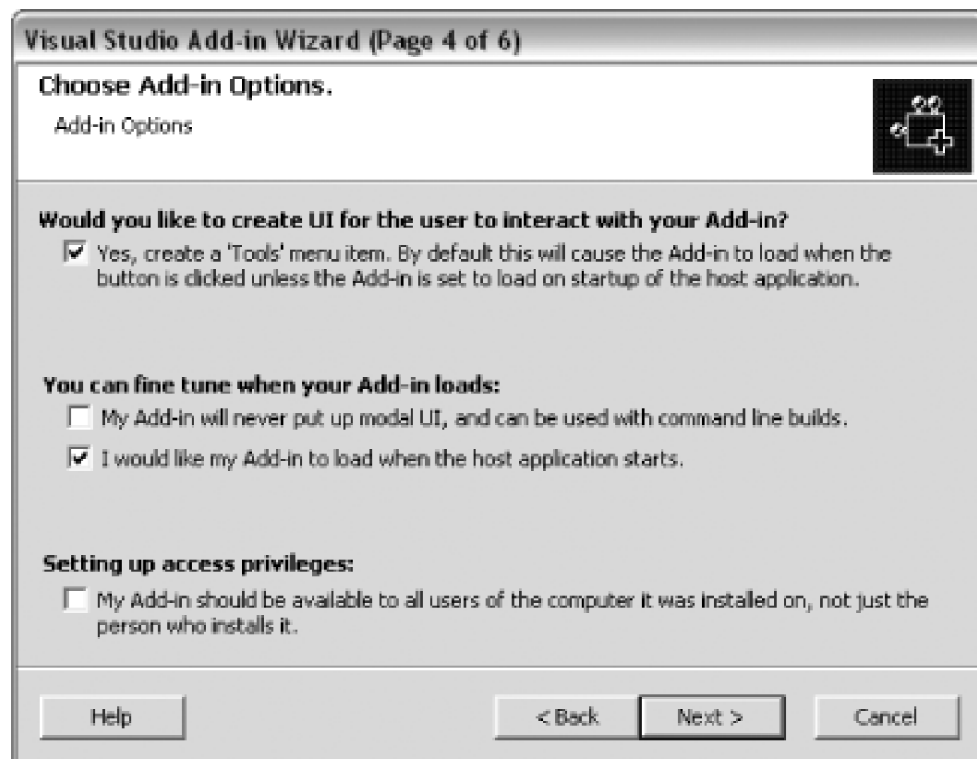 Visual Studio Add-in Wizard (Page 4 of 6)
Choose Add-in Options.
Add-in Options
Would you like to create UI for the user to interact with your Add-in?
Yes, create a 'Tools' menu item. By default this will cause the Add-in to load when the
button is clicked unless the Add-in is set to load on startup of the host application.
You can fine tune when your Add-in loads:
My Add-in will never put up modal UI, and can be used with command line builds.
I would like my Add-in to load when the host application starts.
Setting up access privileges:
My Add-in should be available to all users of the computer it was installed on, not just the
person who installs it.
Help
< Back
Next >
Cancel